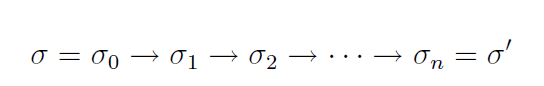 σ = σ₀ → σ₁ → σ₂ → ⋯ → σₙ = σ′